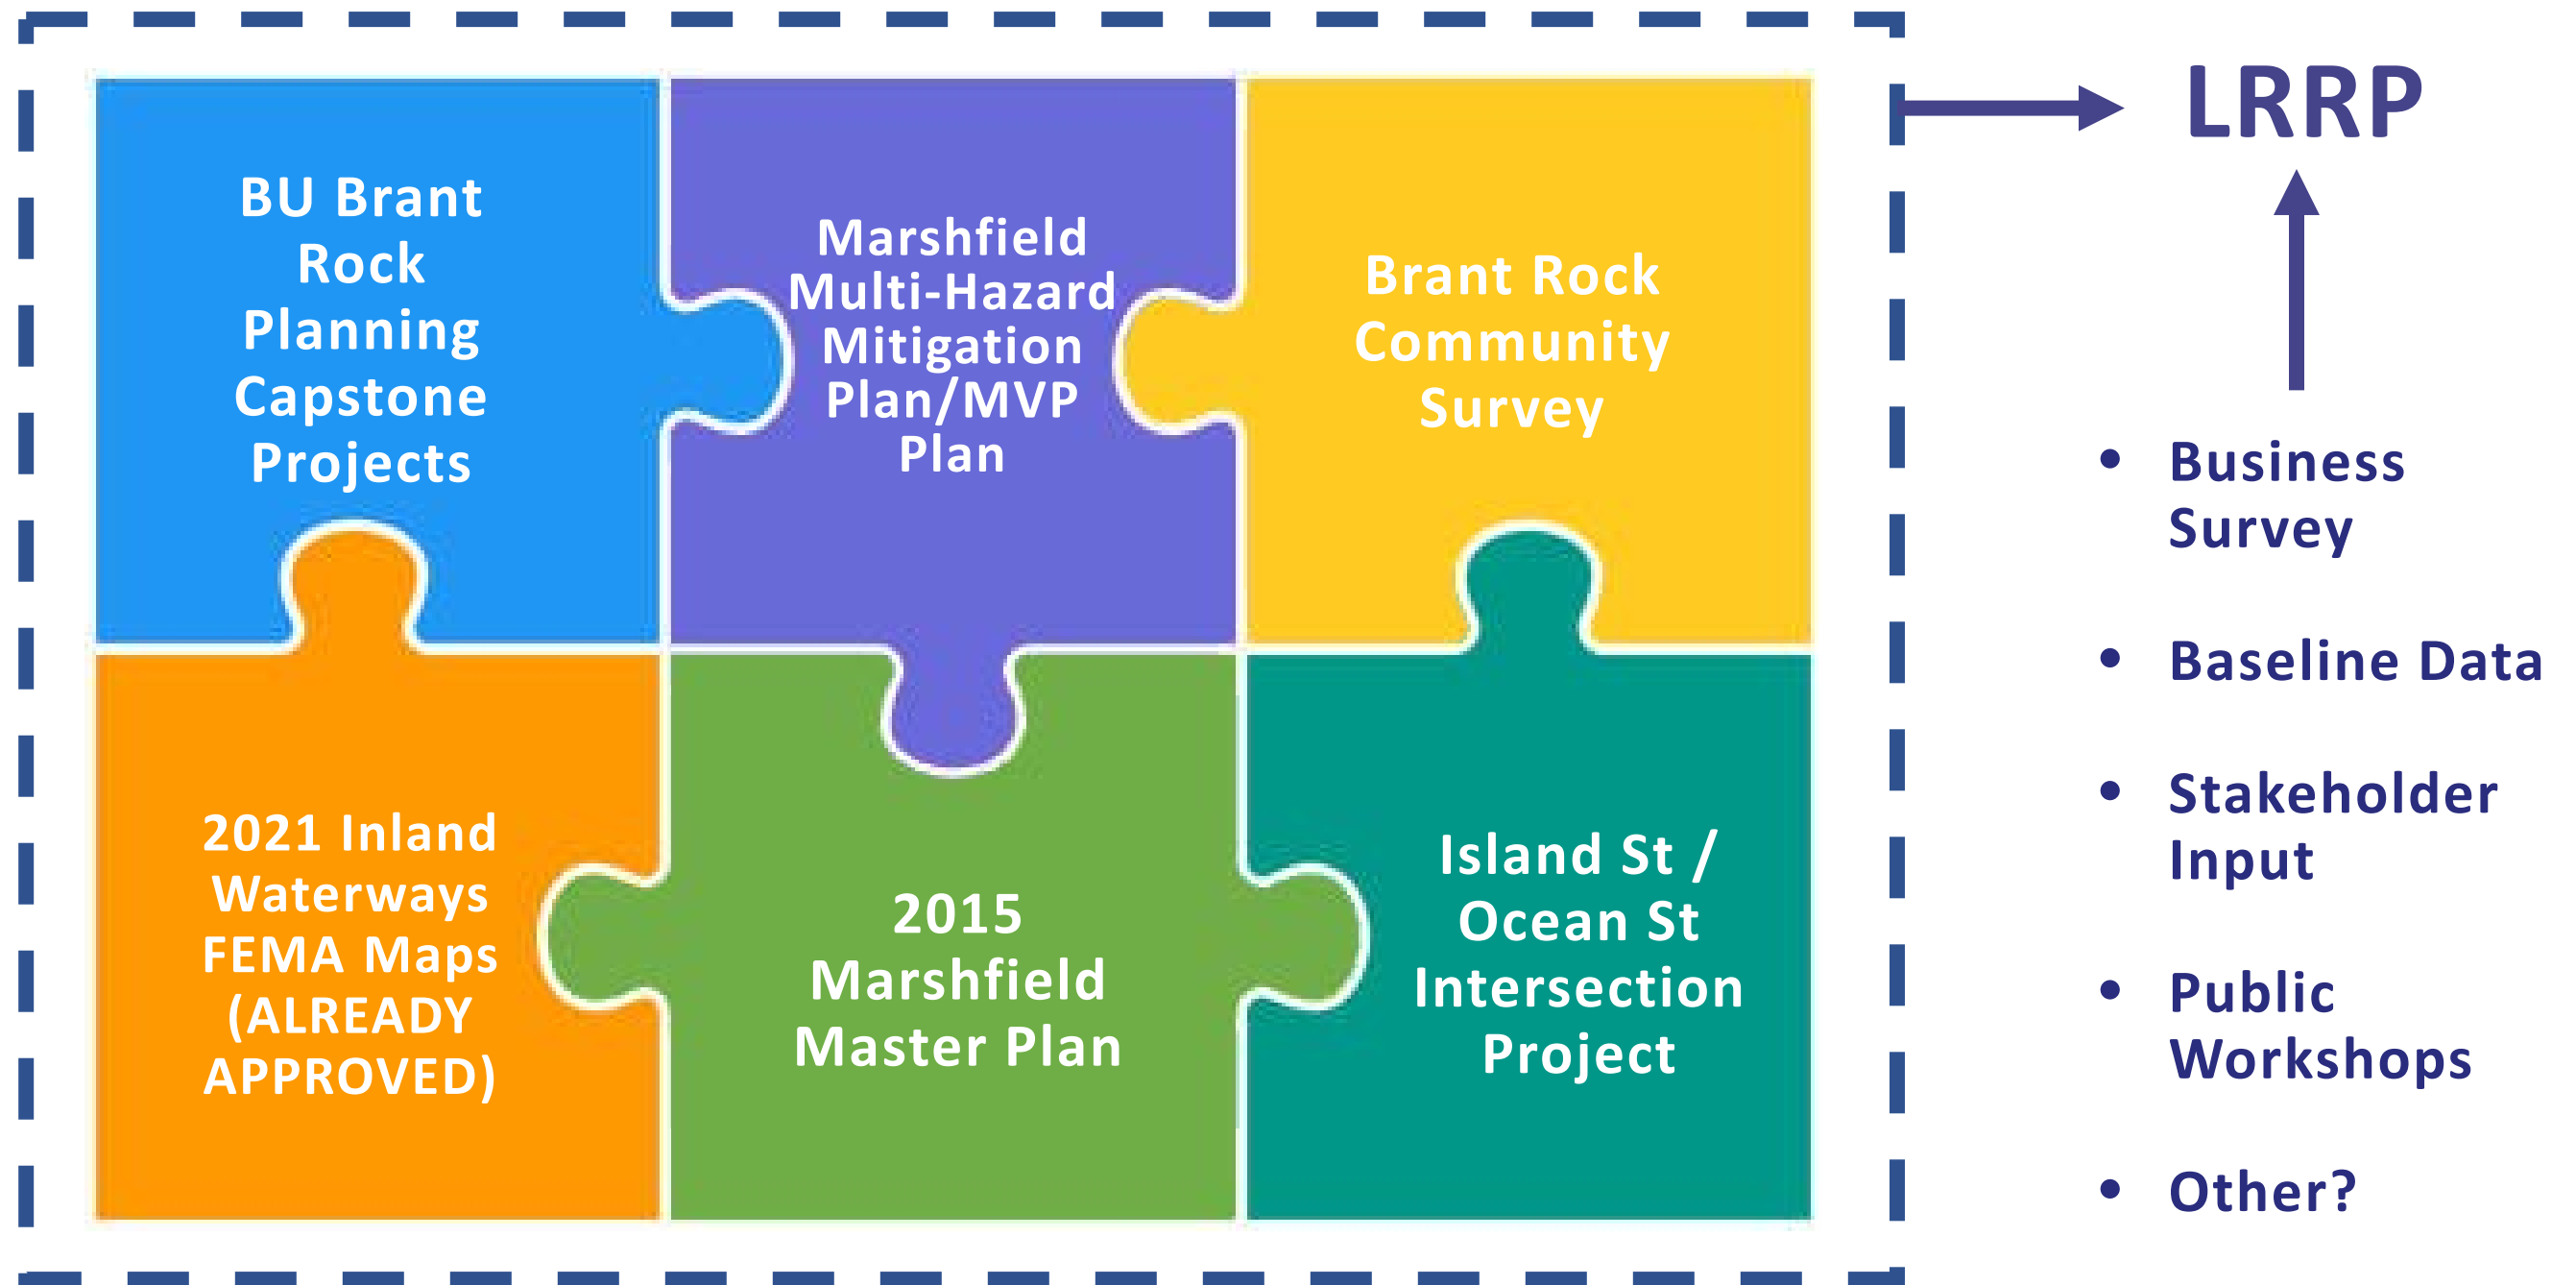 BU Brant
Rock
Planning
Capstone
Projects
Marshfield
Multi-Hazard
Mitigation
Plan/MVP
Plan
Brant Rock
Community
Survey
2021 Inland
Waterways
FEMA Maps
(ALREADY
APPROVED)
2015
Marshfield
Master Plan
Island St /
Ocean St
Intersection
Project
LRRP
• Business
Survey
• Baseline Data
• Stakeholder
Input
• Public
Workshops
• Other?